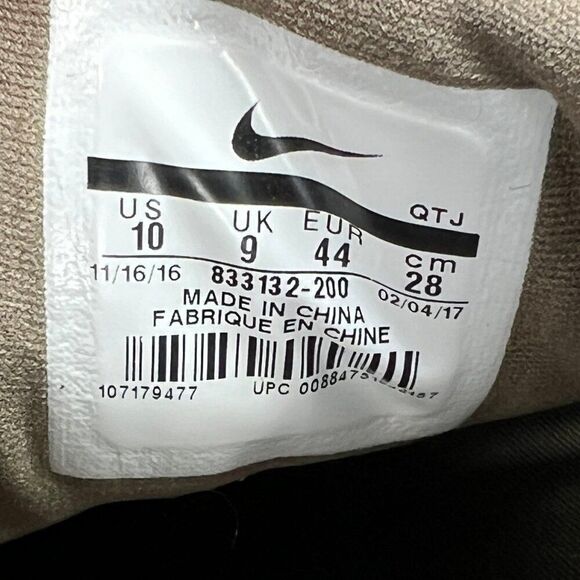 QTJ
US UK EUR cm
10 9 44 28
11/16/16 833132-200 02/04/17
MADE IN CHINA
FABRIQUE EN CHINE
107179477 UPC